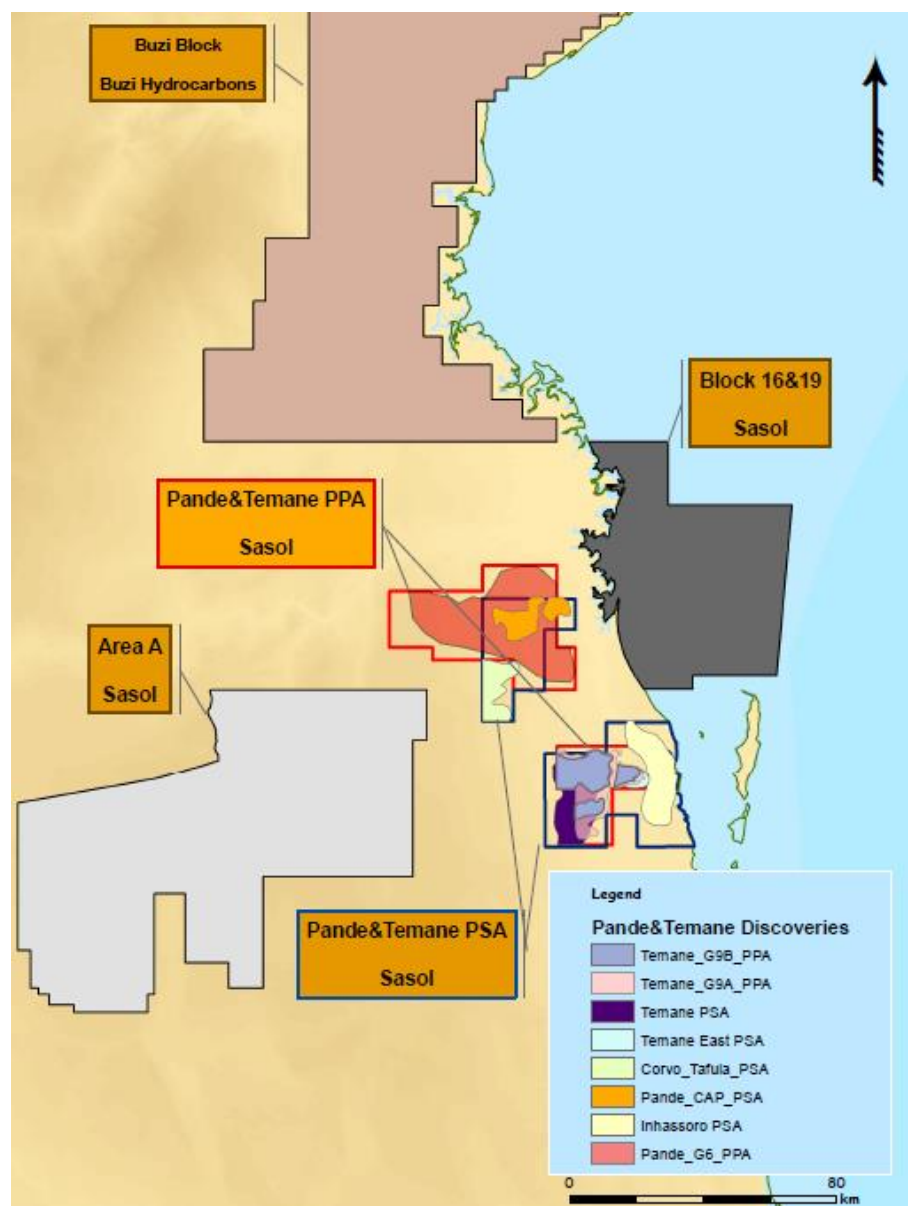 Buzi Block
Buzi Hydrocarbons
Block 16&19
Sasol
Pande&Temane PPA
Sasol
Area A
Sasol
Pande&Temane PSA
Sasol
Legend
Pande&Temane Discoveries
Temane_G9B_PPA
Temane_G9A_PPA
Temane PSA
Temane East PSA
Corvo_Tafula_PSA
Pande_CAP_PSA
Inhassoro PSA
Pande_G6_PPA
0 80
km